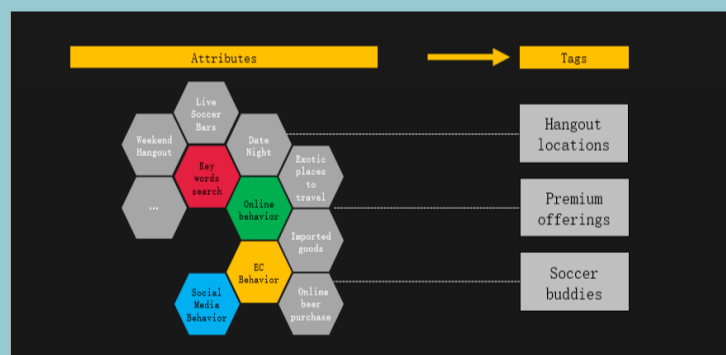 Attributes
Tags
Live
Soccer
Bars
Weekend
Hangout
Date
Night
Key
words
search
Exotic
places
to
travel
...
Online
behavior
Imported
goods
EC
Behavior
Social
Media
Behavior
Online
beer
purchase
Hangout
locations
Premium
offerings
Soccer
buddies